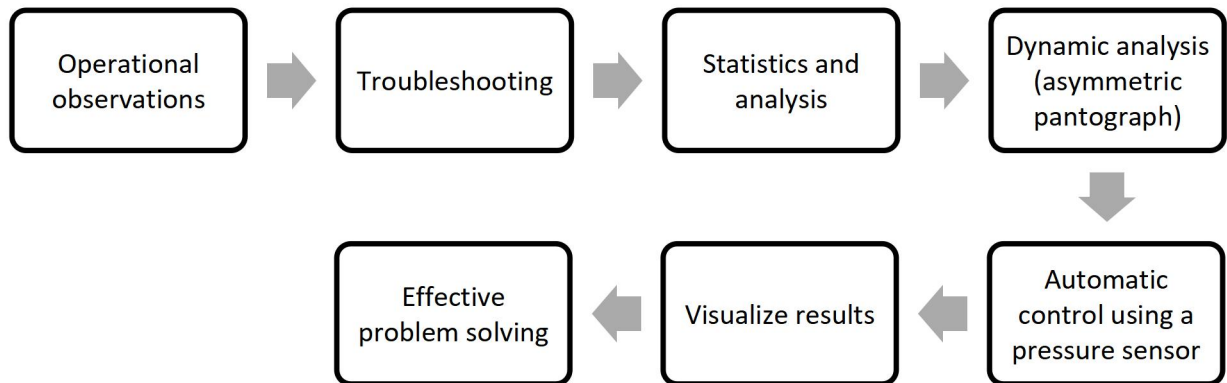 Operational
observations
Troubleshooting
Statistics and
analysis
Dynamic analysis
(asymmetric
pantograph)
Automatic
control using a
pressure sensor
Visualize results
Effective
problem solving